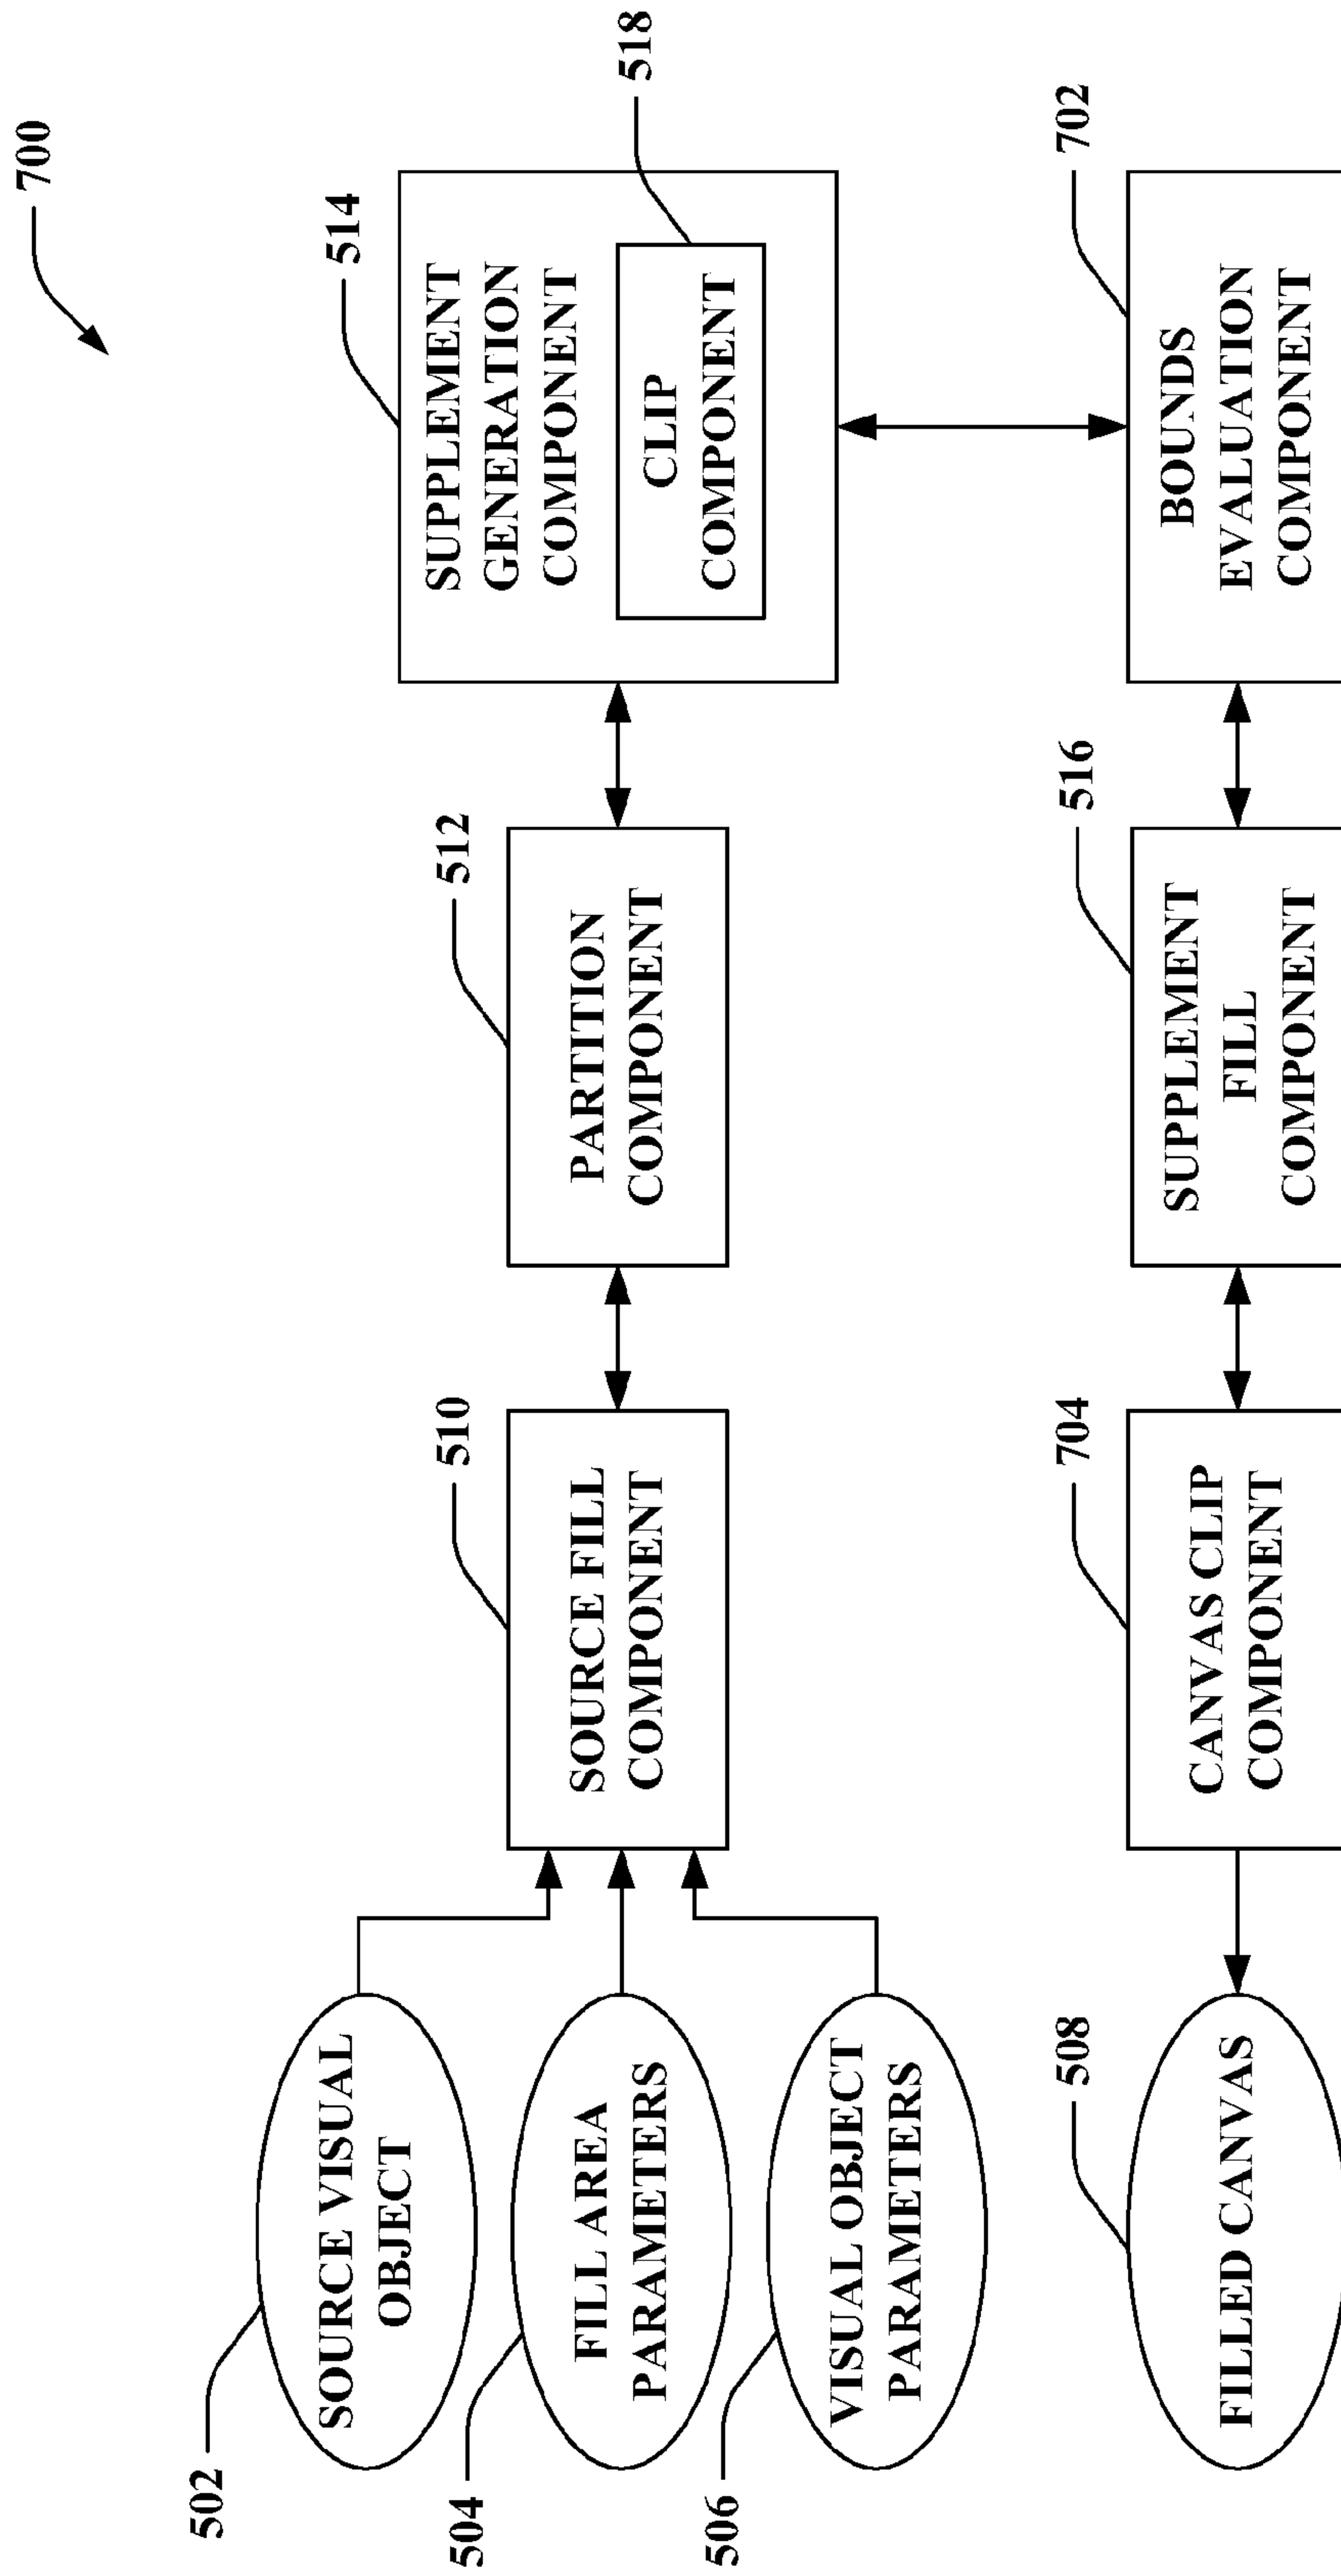 700
502
SOURCE VISUAL
OBJECT
504
FILL AREA
PARAMETERS
506
VISUAL OBJECT
PARAMETERS
510
SOURCE FILL
COMPONENT
512
PARTITION
COMPONENT
514
SUPPLEMENT
GENERATION
COMPONENT
518
CLIP
COMPONENT
508
FILLED CANVAS
704
CANVAS CLIP
COMPONENT
516
SUPPLEMENT
FILL
COMPONENT
702
BOUNDS
EVALUATION
COMPONENT